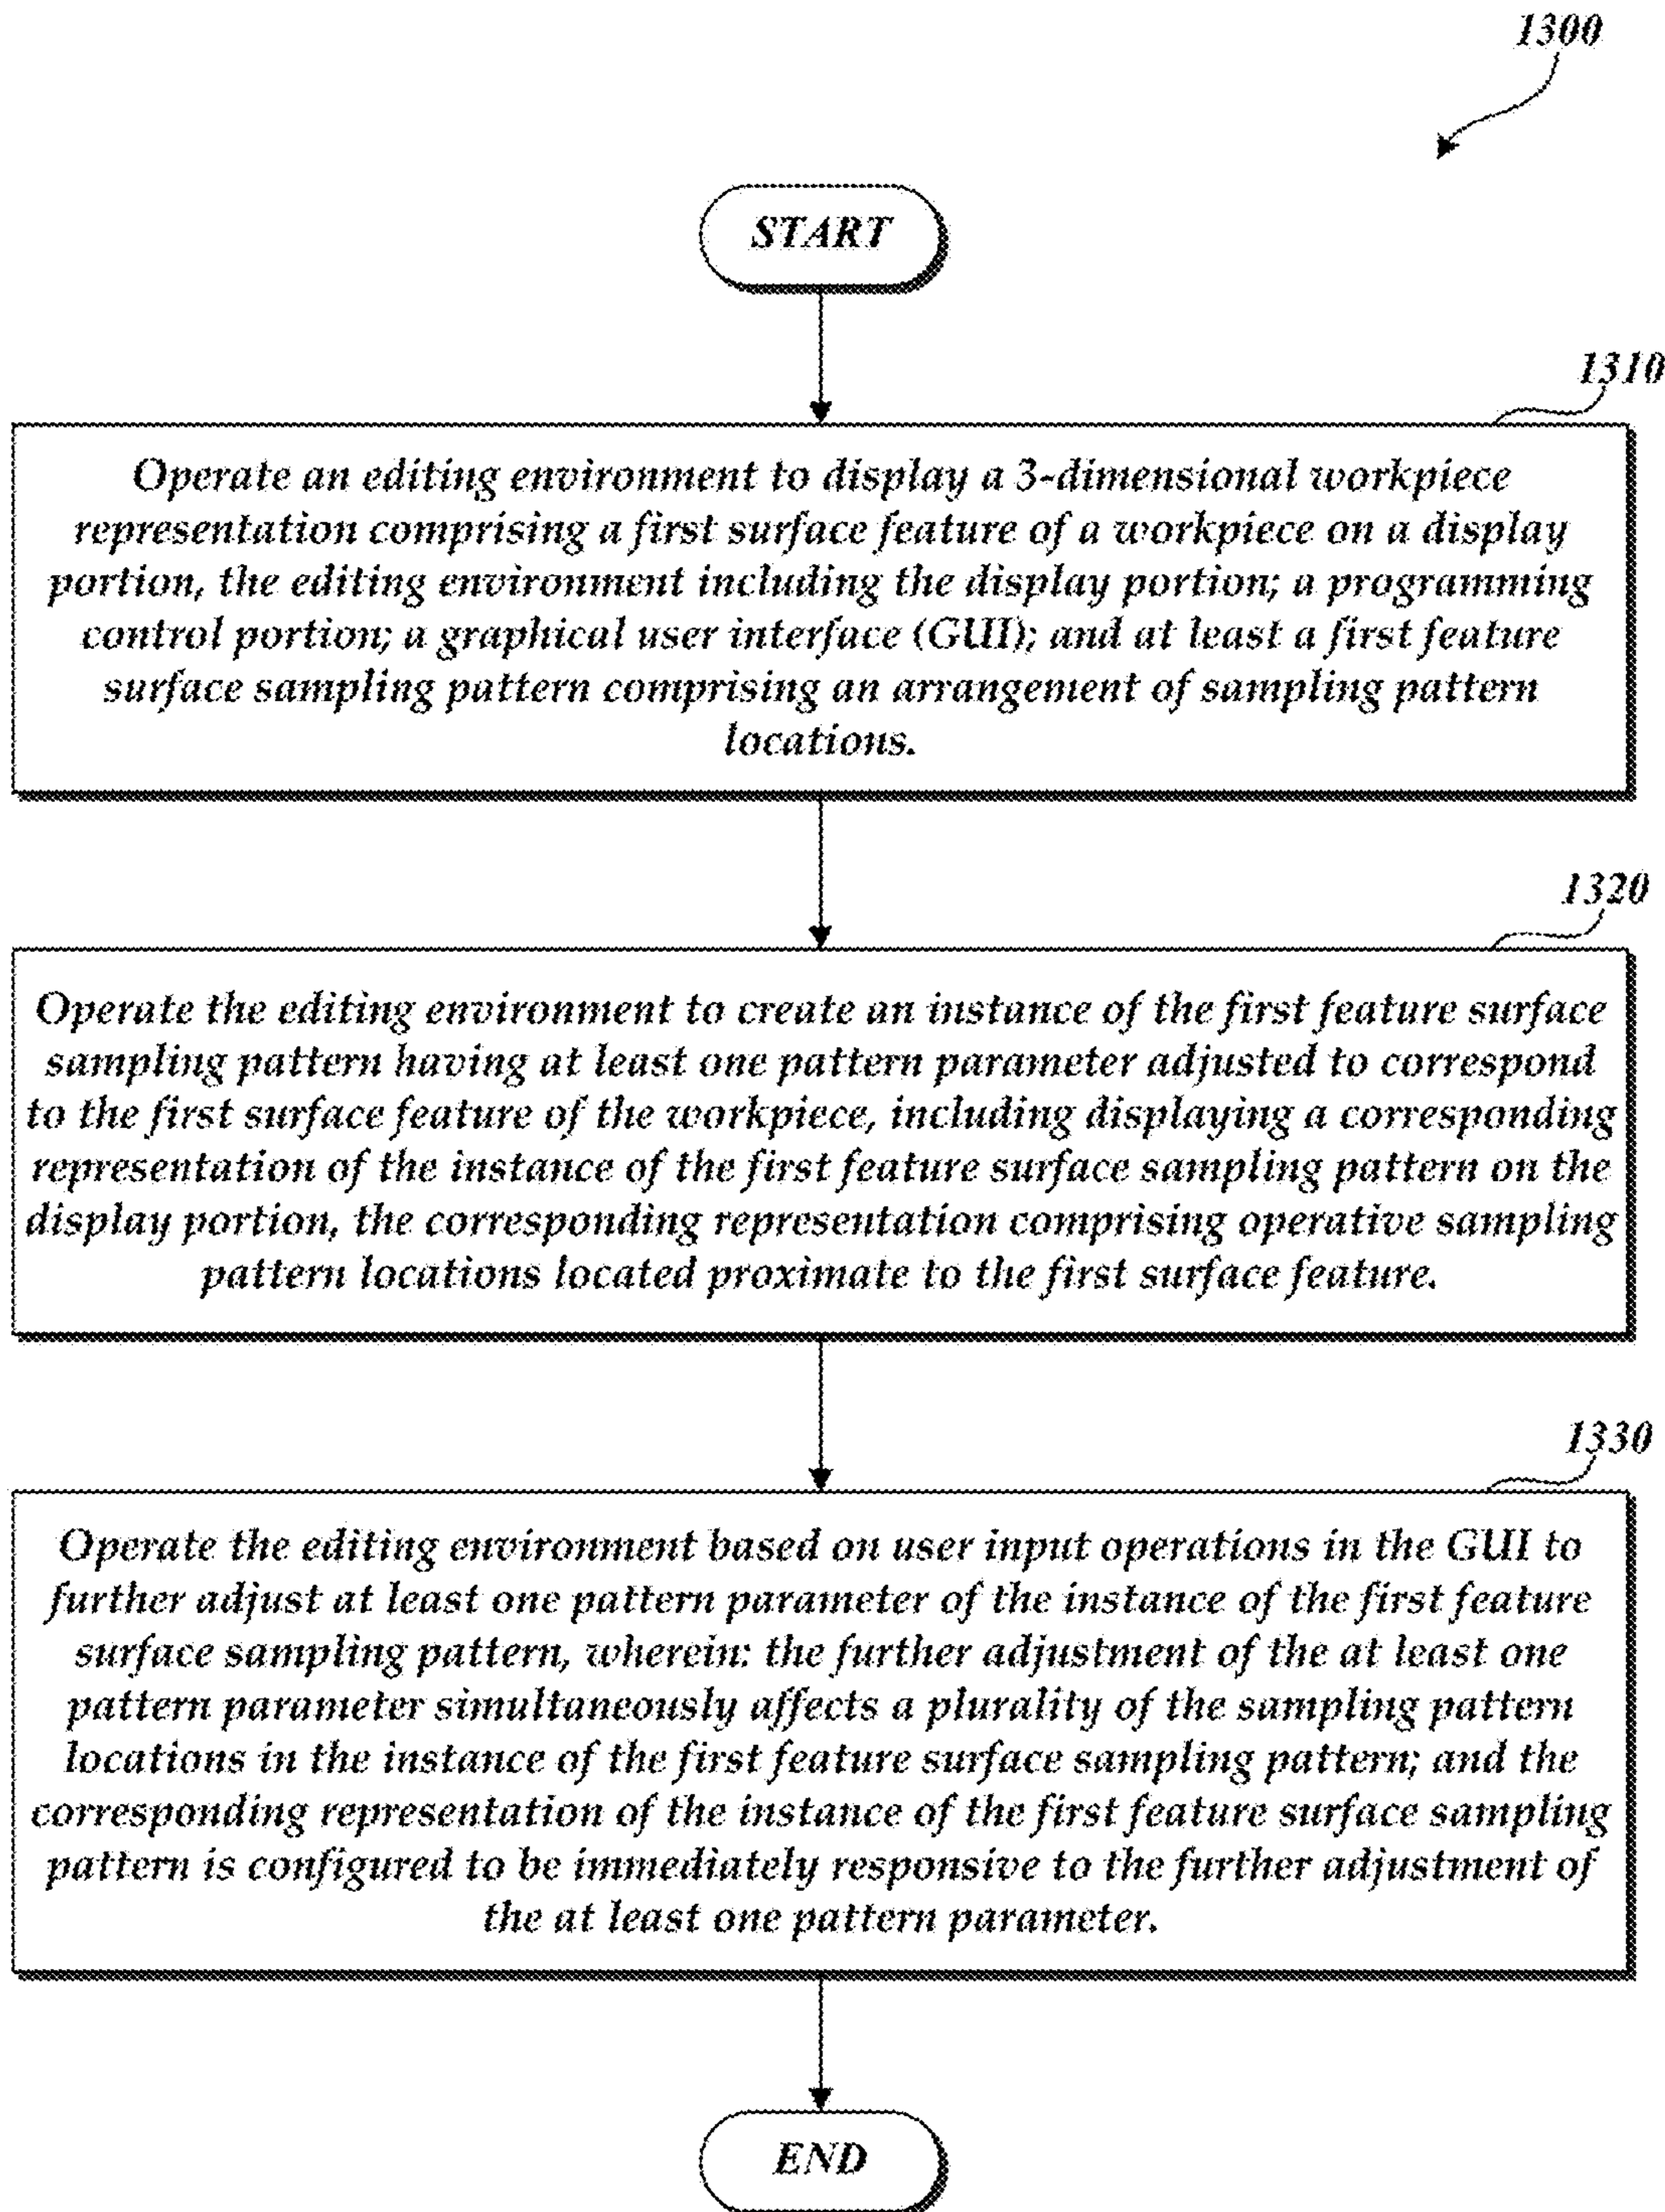 1300
START
1310
Operate an editing environment to display a 3-dimensional workpiece
representation comprising a first surface feature of a workpiece on a display
portion, the editing environment including the display portion; a programming
control portion; a graphical user interface (GUI); and at least a first feature
surface sampling pattern comprising an arrangement of sampling pattern
locations.
1320
Operate the editing environment to create an instance of the first feature surface
sampling pattern having at least one pattern parameter adjusted to correspond
to the first surface feature of the workpiece, including displaying a corresponding
representation of the instance of the first feature surface sampling pattern on the
display portion, the corresponding representation comprising operative sampling
pattern locations located proximate to the first surface feature.
1330
Operate the editing environment based on user input operations in the GUI to
further adjust at least one pattern parameter of the instance of the first feature
surface sampling pattern, wherein: the further adjustment of the at least one
pattern parameter simultaneously affects a plurality of the sampling pattern
locations in the instance of the first feature surface sampling pattern; and the
corresponding representation of the instance of the first feature surface sampling
pattern is configured to be immediately responsive to the further adjustment of
the at least one pattern parameter.
END